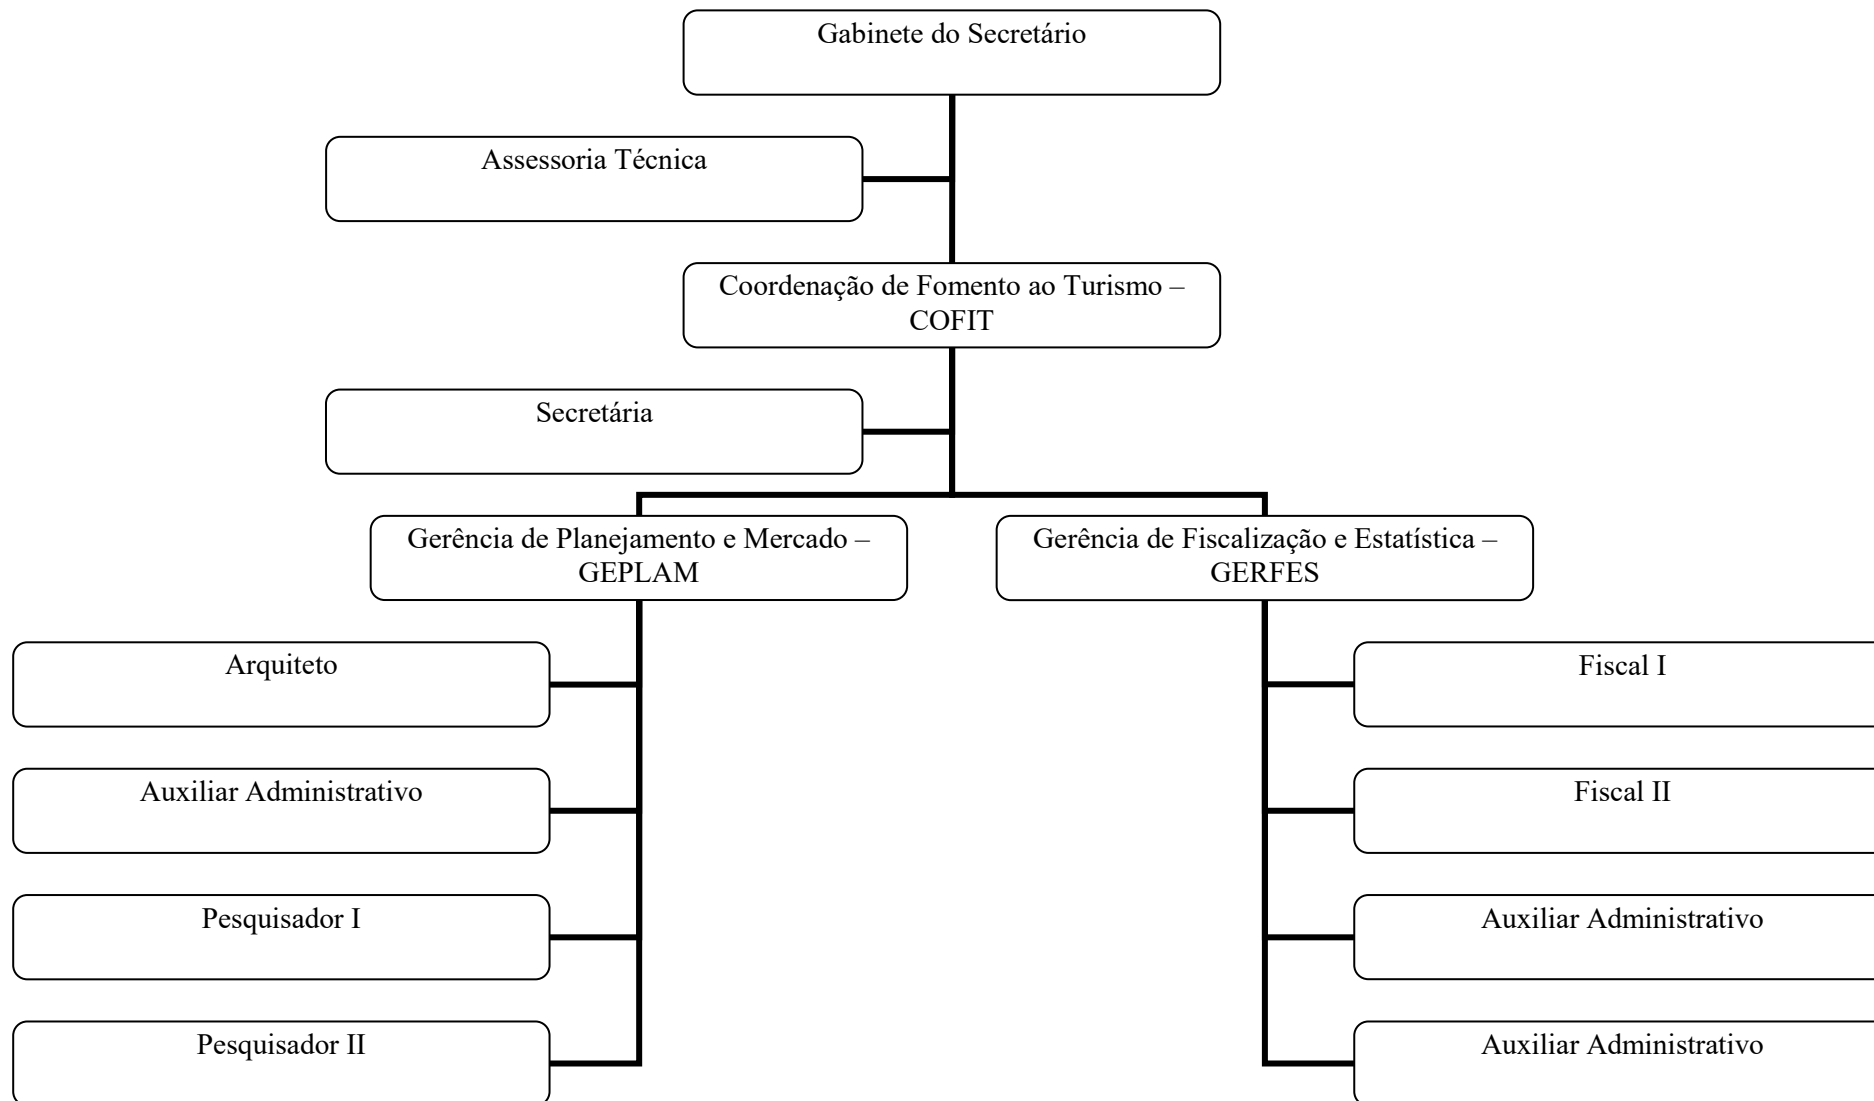 Gabinete do Secretário
Assessoria Técnica
Coordenação de Fomento ao Turismo –
COFIT
Secretária
Gerência de Planejamento e Mercado –
GEPLAM
Gerência de Fiscalização e Estatística –
GERFES
Arquiteto
Fiscal I
Auxiliar Administrativo
Fiscal II
Pesquisador I
Auxiliar Administrativo
Pesquisador II
Auxiliar Administrativo